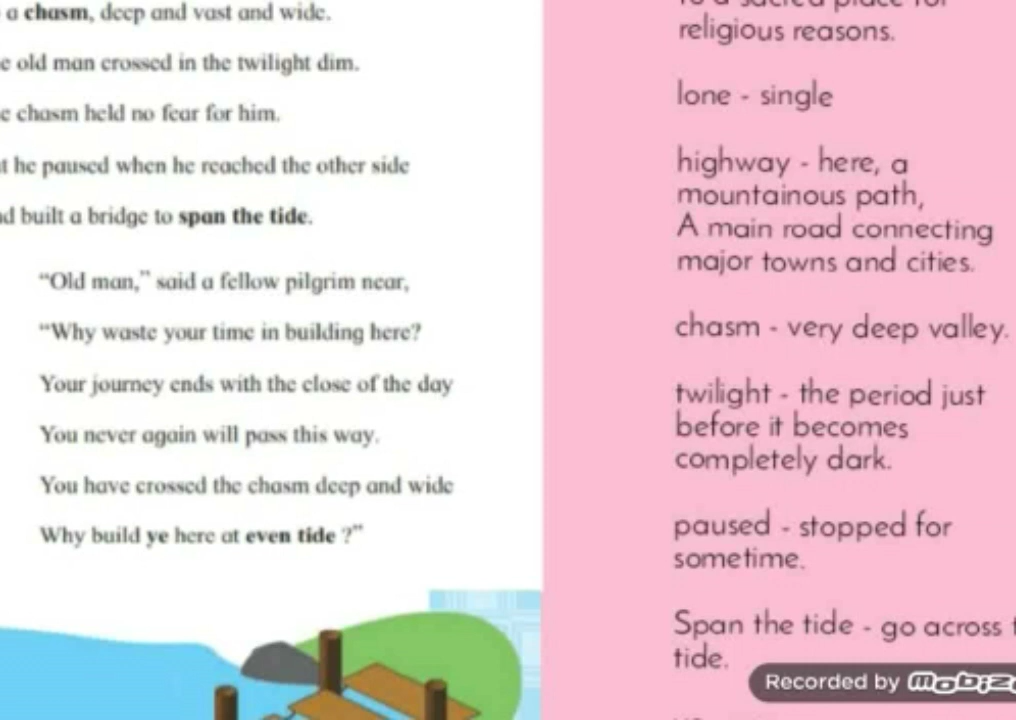 a chasm, deep and vast and wide.
e old man crossed in the twilight dim.
e chasm held no fear for him.
t he paused when he reached the other side
d built a bridge to span the tide.
“Old man,” said a fellow pilgrim near,
“Why waste your time in building here?
Your journey ends with the close of the day
You never again will pass this way.
You have crossed the chasm deep and wide
Why build ye here at even tide ?”
to a sacred place for
religious reasons.
lone - single
highway - here, a
mountainous path,
A main road connecting
major towns and cities.
chasm - very deep valley.
twilight - the period just
before it becomes
completely dark.
paused - stopped for
sometime.
Span the tide - go across t
tide.
Recorded by mobiz